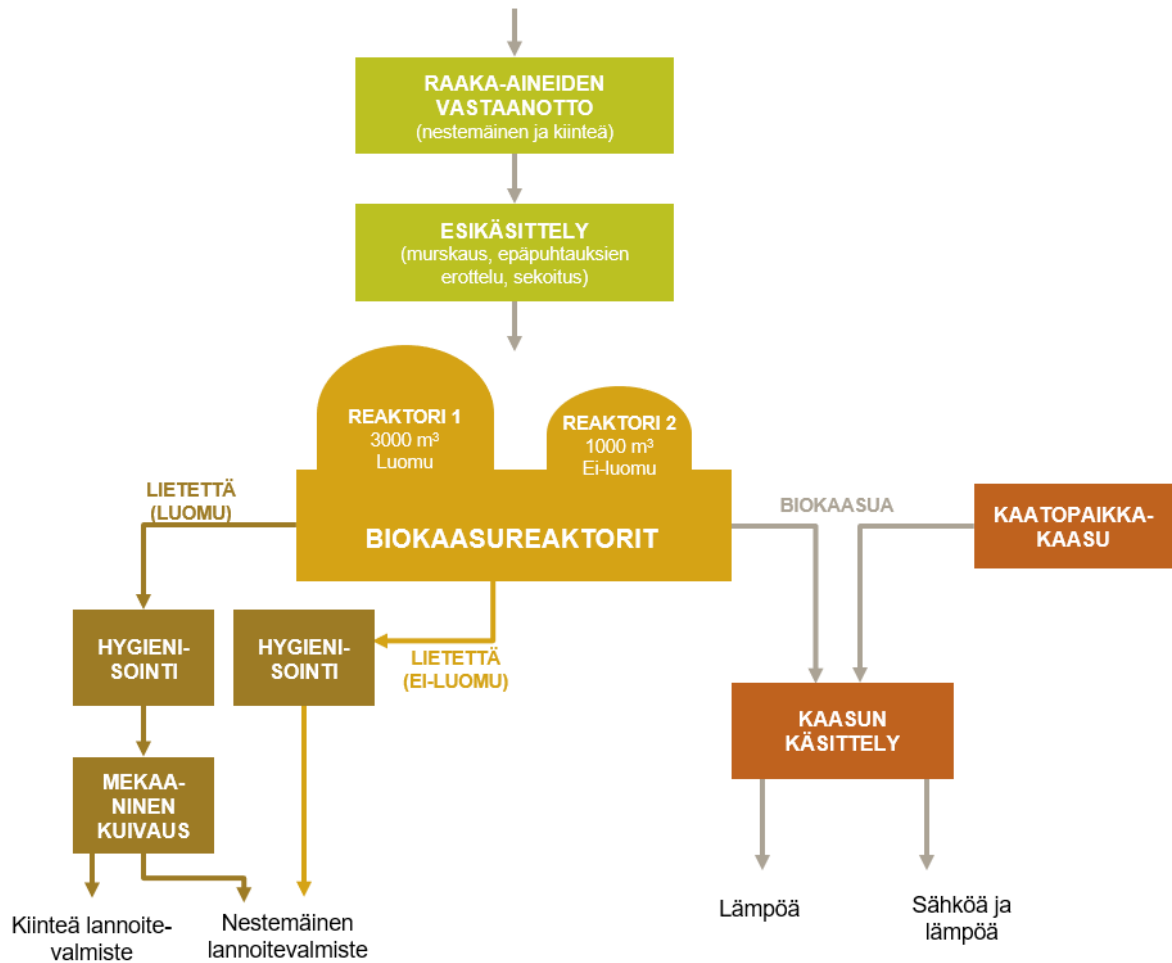 RAAKA-AINEIDEN
VASTAANOTTO
(nestemäinen ja kiinteä)
ESIKÄSITTELY
(murskaus, epäpuhtauksien
erottelu, sekoitus)
REAKTORI 1
3000 m³
Luomu
REAKTORI 2
1000 m³
Ei-luomu
LIETETTÄ
(LUOMU)
BIOKAASUREAKTORIT
BIOKAASUA
KAATOPAIKKA-
KAASU
HYGIENI-
SOINTI
HYGIENI-
SOINTI
LIETETTÄ
(EI-LUOMU)
KAASUN
KÄSITTELY
MEKAA-
NINEN
KUIVAUS
Kiinteä lannoite-
valmiste
Nestemäinen
lannoitevalmiste
Lämpöä
Sähköä ja
lämpöä